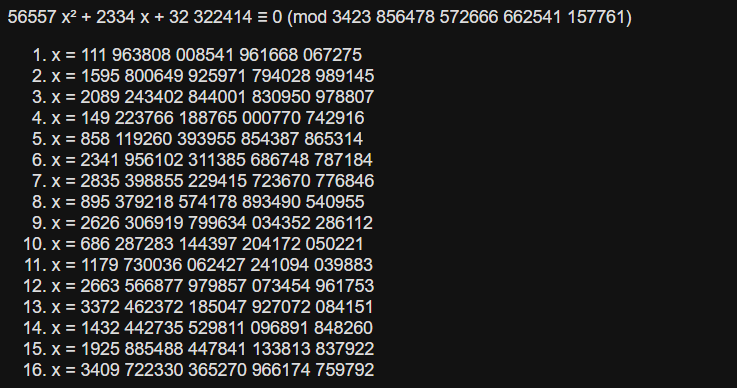 56557 x² + 2334 x + 32 322414 ≡ 0 (mod 3423 856478 572666 662541 157761)
1. x = 111 963808 008541 961668 067275
2. x = 1595 800649 925971 794028 989145
3. x = 2089 243402 844001 830950 978807
4. x = 149 223766 188765 000770 742916
5. x = 858 119260 393955 854387 865314
6. x = 2341 956102 311385 686748 787184
7. x = 2835 398855 229415 723670 776846
8. x = 895 379218 574178 893490 540955
9. x = 2626 306919 799634 034352 286112
10. x = 686 287283 144397 204172 050221
11. x = 1179 730036 062427 241094 039883
12. x = 2663 566877 979857 073454 961753
13. x = 3372 462372 185047 927072 084151
14. x = 1432 442735 529811 096891 848260
15. x = 1925 885488 447841 133813 837922
16. x = 3409 722330 365270 966174 759792